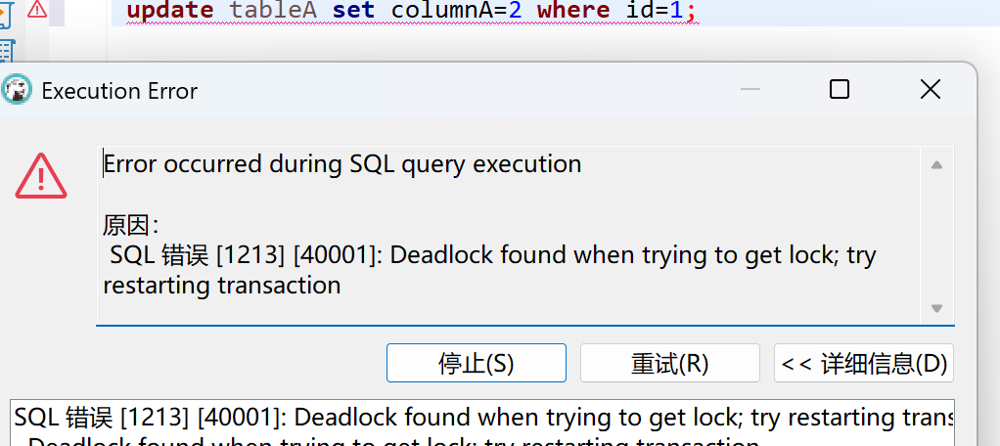 update tableA set columnA=2 where id=1;
Execution Error
Error occurred during SQL query execution
原因：
SQL 错误 [1213] [40001]: Deadlock found when trying to get lock; try
restarting transaction
停止(S)
重试(R)
<< 详细信息(D)
SQL 错误 [1213] [40001]: Deadlock found when trying to get lock; try restarting trans
Deadlock found when trying to get lock; try restarting transaction